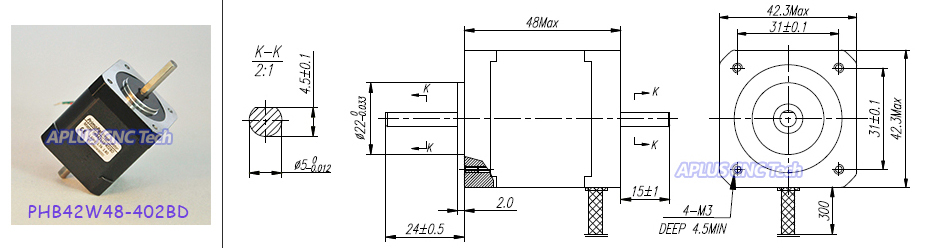 APLUS CNC Tech
PHB42W48-402BD
K-K
2:1
4.5±0.1
ø5-0 0.012
48Max
ø22-0 0.033
K
K
K
K
2.0
24±0.5
15±1
42.3Max
31±0.1
31±0.1
42.3Max
APLUS CNC Tech
4-M3
DEEP 4.5MIN
300